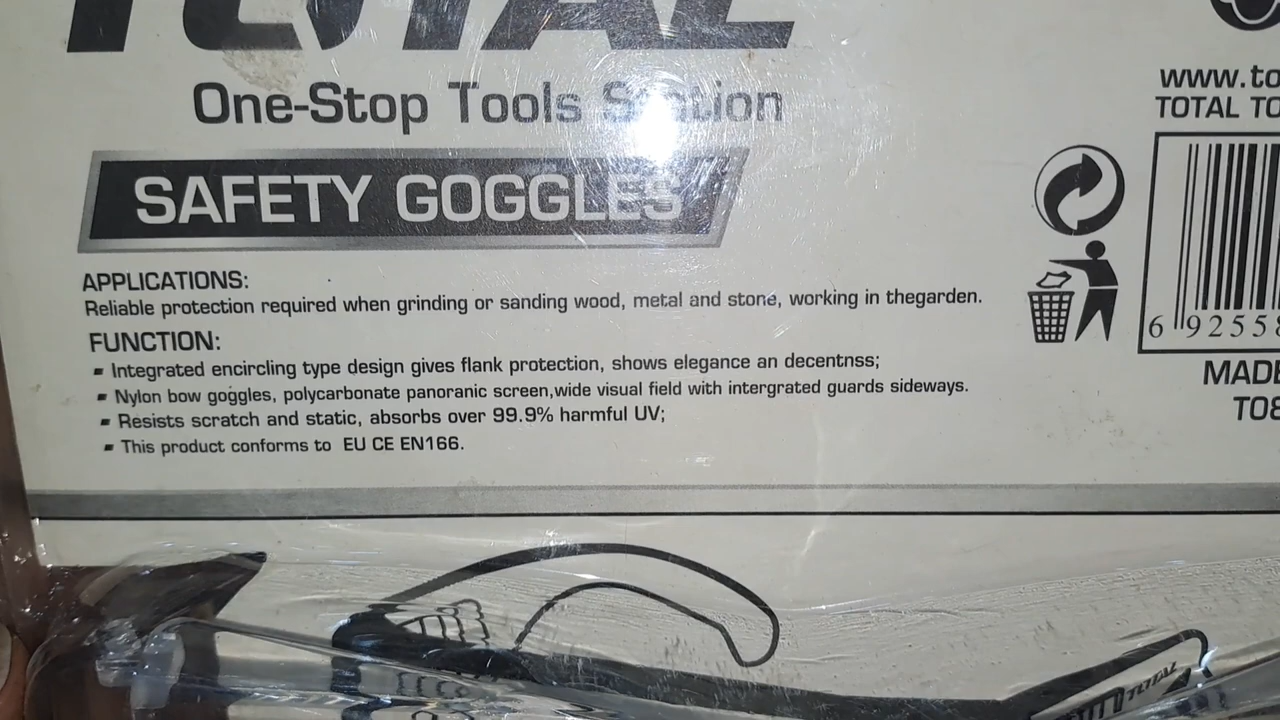 TOTAL
One-Stop Tools Station
SAFETY GOGGLES
APPLICATIONS:
Reliable protection required when grinding or sanding wood, metal and stone, working in thegarden.
FUNCTION:
▪ Integrated encircling type design gives flank protection, shows elegance an decentnss;
▪ Nylon bow goggles, polycarbonate panoranic screen,wide visual field with intergrated guards sideways.
▪ Resists scratch and static, absorbs over 99.9% harmful UV;
▪ This product conforms to EU CE EN166.
www.to
TOTAL TO
6 92558
MADE
TO8
TOTAL